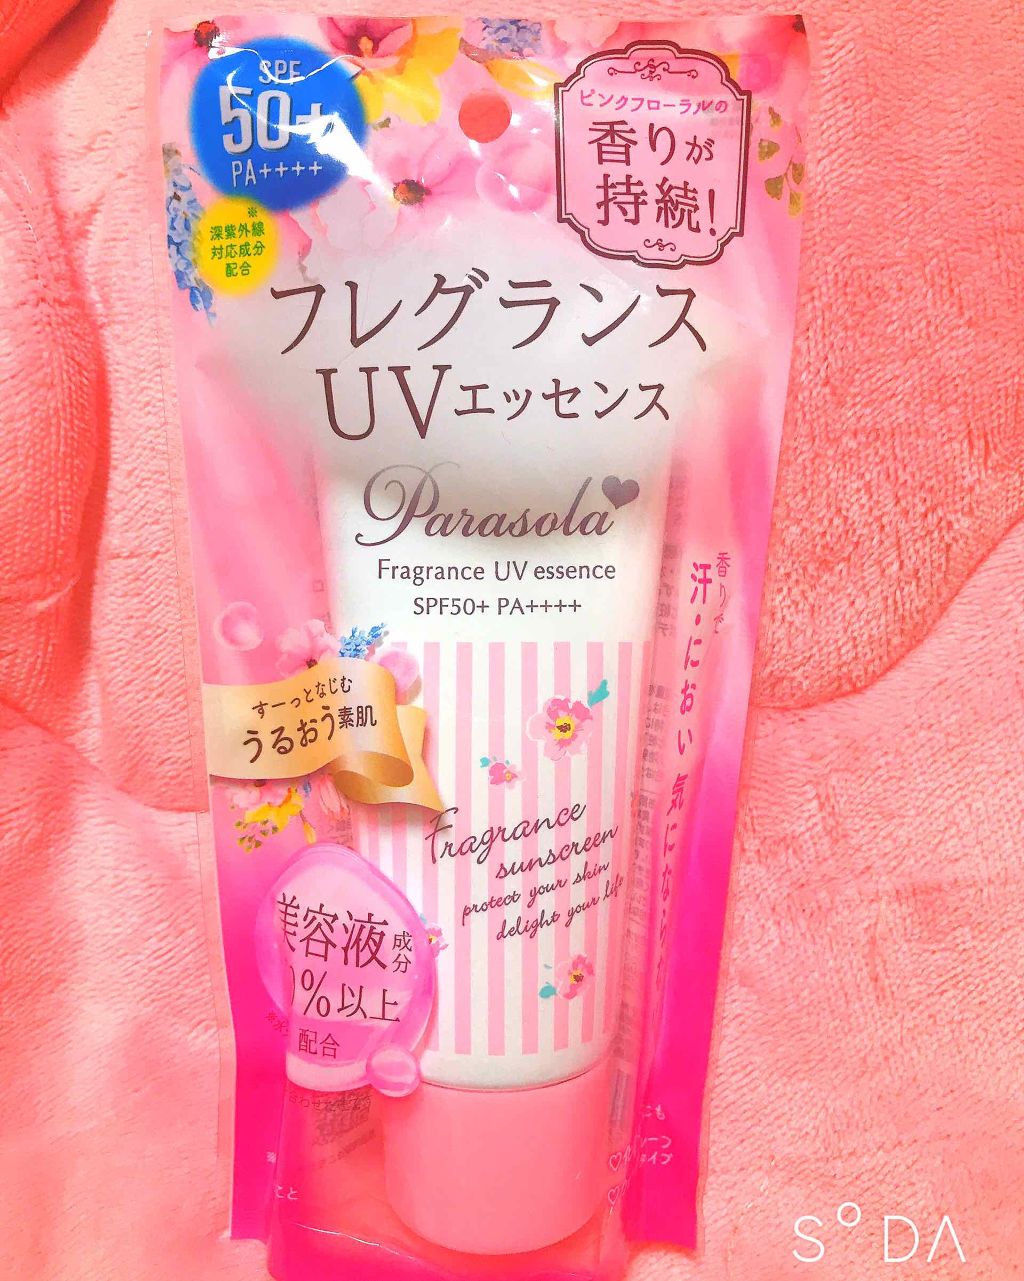 SPF
50+
PA++++
※
深紫外線
対応成分
配合
ピンクフローラルの
香りが
持続!
フレグランス
UVエッセンス
Parasola
Fragrance UV essence
SPF50+ PA++++
香りで
汗・におい気にならない
すーっとなじむ
うるおう素肌
Fragrance
sunscreen
protect your skin
delight your life
美容液成分
0%以上
配合
こと
S°DA